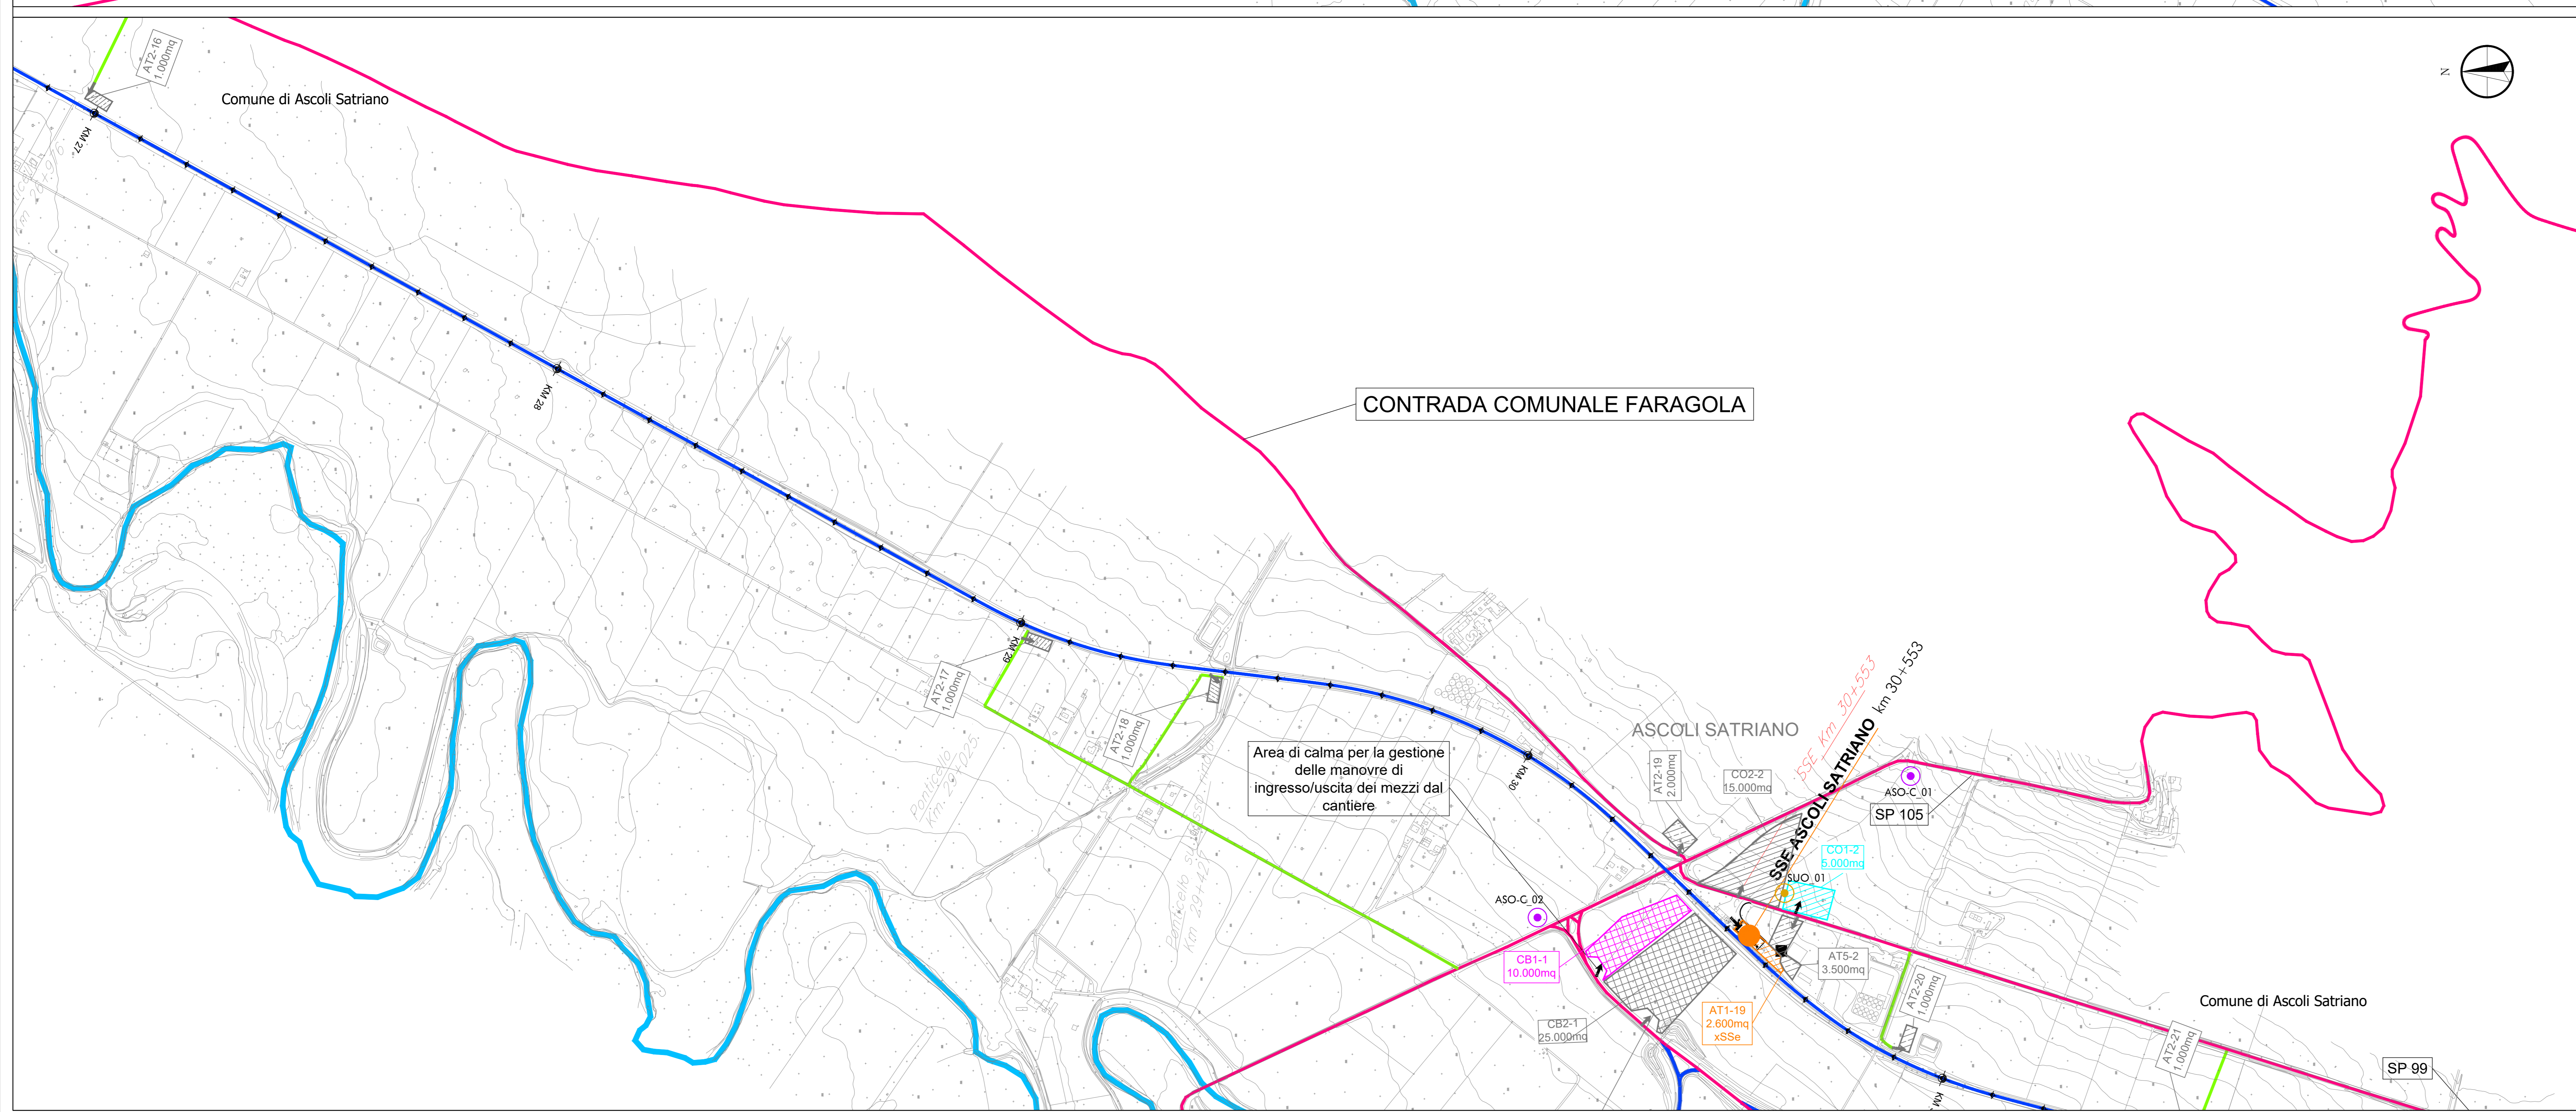 AT2-16
1.000mq
Comune di Ascoli Satriano
N
KM 27
KM 28
CONTRADA COMUNALE FARAGOLA
KM 29
AT2-17
1.000mq
AT2-18
1.000mq
Ponticello
Area di calma per la gestione
delle manovre di
ingresso/uscita dei mezzi dal
cantiere
KM 30
ASCOLI SATRIANO
AT2-19
2.000mq
CO2-2
15.000mq
SSE Km 30+553
SSE ASCOLI SATRIANO km 30+553
ASO-C_01
SP 105
CO1-2
5.000mq
SUO_01
ASO-C_02
CB1-1
10.000mq
CB2-1
25.000mq
AT1-19
2.600mq
xSSe
AT5-2
3.500mq
AT2-20
1.000mq
Comune di Ascoli Satriano
AT2-21
1.000mq
SP 99